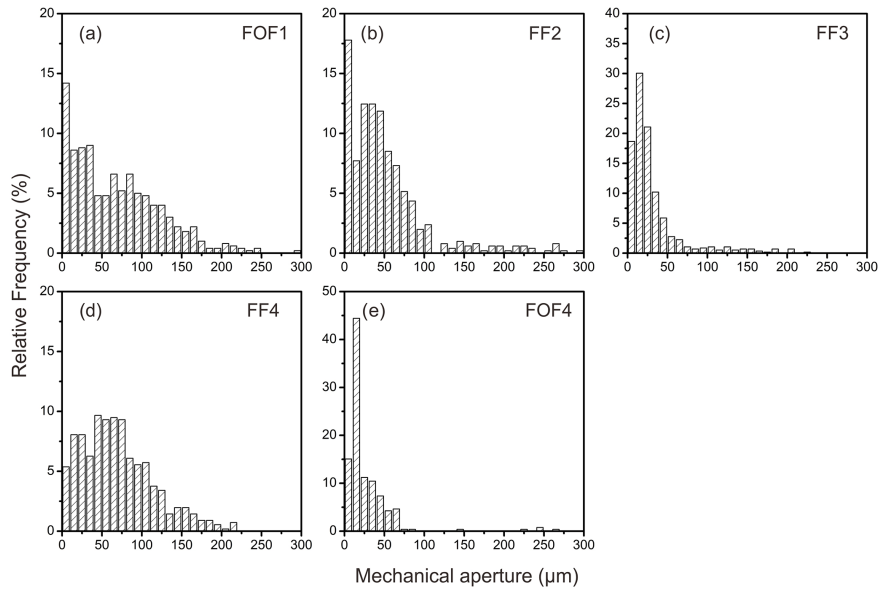 (a) FOF1
20
15
10
5
0
0 50 100 150 200 250 300
(b) FF2
20
15
10
5
0
0 50 100 150 200 250 300
(c) FF3
40
35
30
25
20
15
10
5
0
0 50 100 150 200 250 300
Relative Frequency (%)
(d) FF4
20
15
10
5
0
0 50 100 150 200 250 300
(e) FOF4
50
40
30
20
10
0
0 50 100 150 200 250 300
Mechanical aperture (μm)